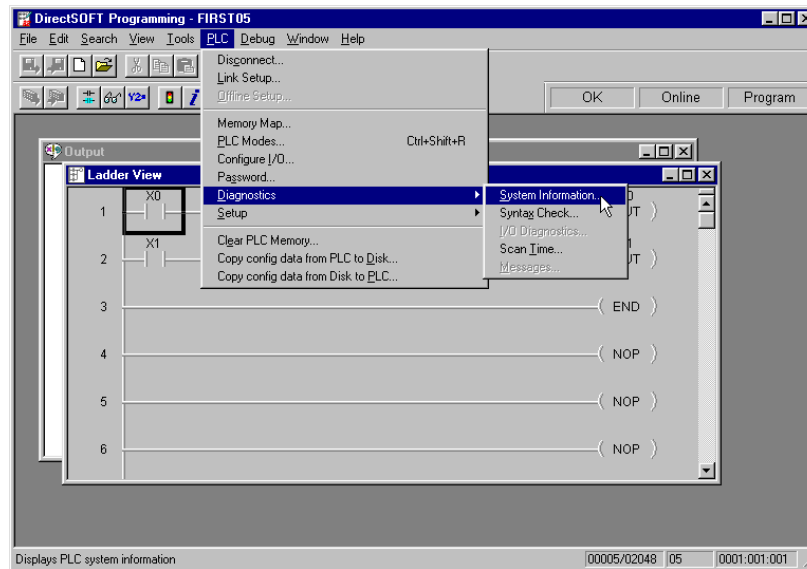 DirectSOFT Programming - FIRST05
File Edit Search View Tools PLC Debug Window Help
Disconnect...
Link Setup...
Offline Setup...
OK Online Program
Memory Map...
PLC Modes... Ctrl+Shift+R
Configure I/O...
Password...
Diagnostics
Setup
Clear PLC Memory...
Copy config data from PLC to Disk...
Copy config data from Disk to PLC...
System Information...
Syntax Check...
I/O Diagnostics...
Scan Time...
Messages...
Output
Ladder View
X0
1
X1
2
3 ( END )
4 ( NOP )
5 ( NOP )
6 ( NOP )
Displays PLC system information 00005/02048 05 0001:001:001